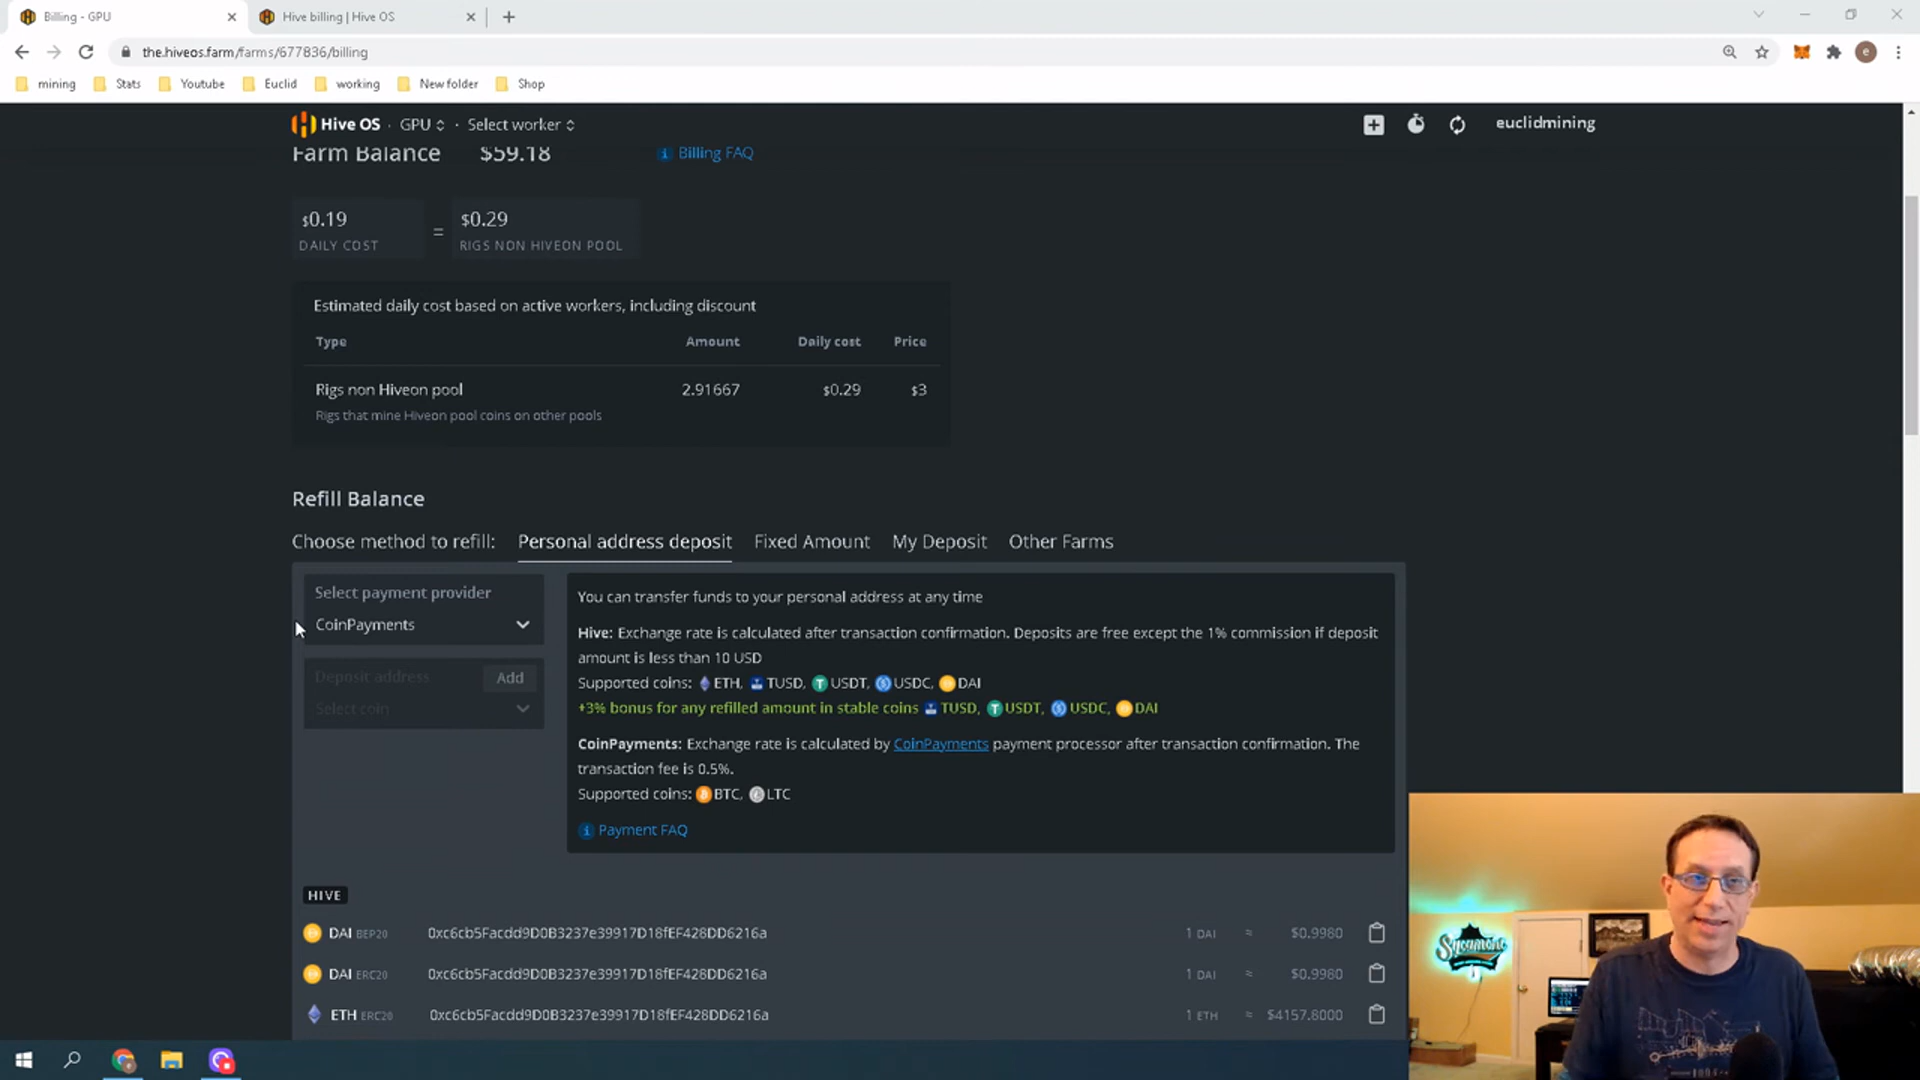 Billing - GPU
Hive billing | Hive OS
the.hiveos.farm/farms/677836/billing
e
mining Stats Youtube Euclid working New folder Shop
Hive OS · GPU · Select worker
euclidmining
Farm Balance $59.18 Billing FAQ
$0.19 = $0.29
DAILY COST RIGS NON HIVEON POOL
Estimated daily cost based on active workers, including discount
Type Amount Daily cost Price
Rigs non Hiveon pool 2.91667 $0.29 $3
Rigs that mine Hiveon pool coins on other pools
Refill Balance
Choose method to refill: Personal address deposit Fixed Amount My Deposit Other Farms
Select payment provider
CoinPayments
Deposit address Add
Select coin
You can transfer funds to your personal address at any time
Hive: Exchange rate is calculated after transaction confirmation. Deposits are free except the 1% commission if deposit
amount is less than 10 USD
Supported coins: ETH, TUSD, USDT, USDC, DAI
+3% bonus for any refilled amount in stable coins TUSD, USDT, USDC, DAI
CoinPayments: Exchange rate is calculated by CoinPayments payment processor after transaction confirmation. The
transaction fee is 0.5%.
Supported coins: BTC, LTC
Payment FAQ
HIVE
DAI BEP20 0xc6cb5Facdd9D0B3237e39917D18fEF428DD6216a 1 DAI ≈ $0.9980
DAI ERC20 0xc6cb5Facdd9D0B3237e39917D18fEF428DD6216a 1 DAI ≈ $0.9980
ETH ERC20 0xc6cb5Facdd9D0B3237e39917D18fEF428DD6216a 1 ETH ≈ $4157.8000
Sycamore